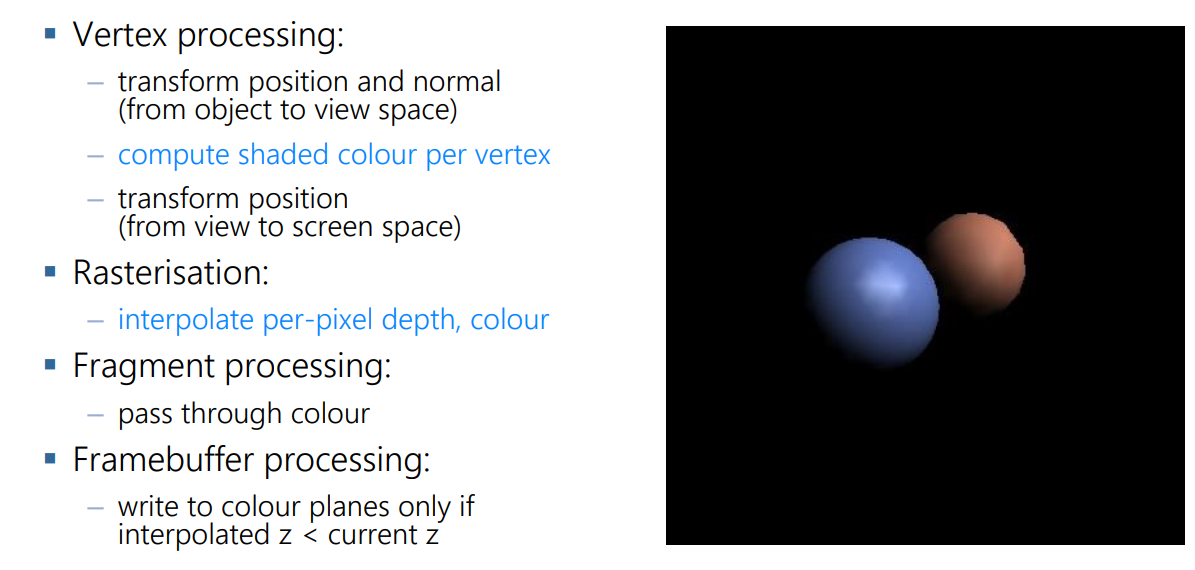 ▪ Vertex processing:
– transform position and normal
(from object to view space)
– compute shaded colour per vertex
– transform position
(from view to screen space)
▪ Rasterisation:
– interpolate per-pixel depth, colour
▪ Fragment processing:
– pass through colour
▪ Framebuffer processing:
– write to colour planes only if
interpolated z < current z